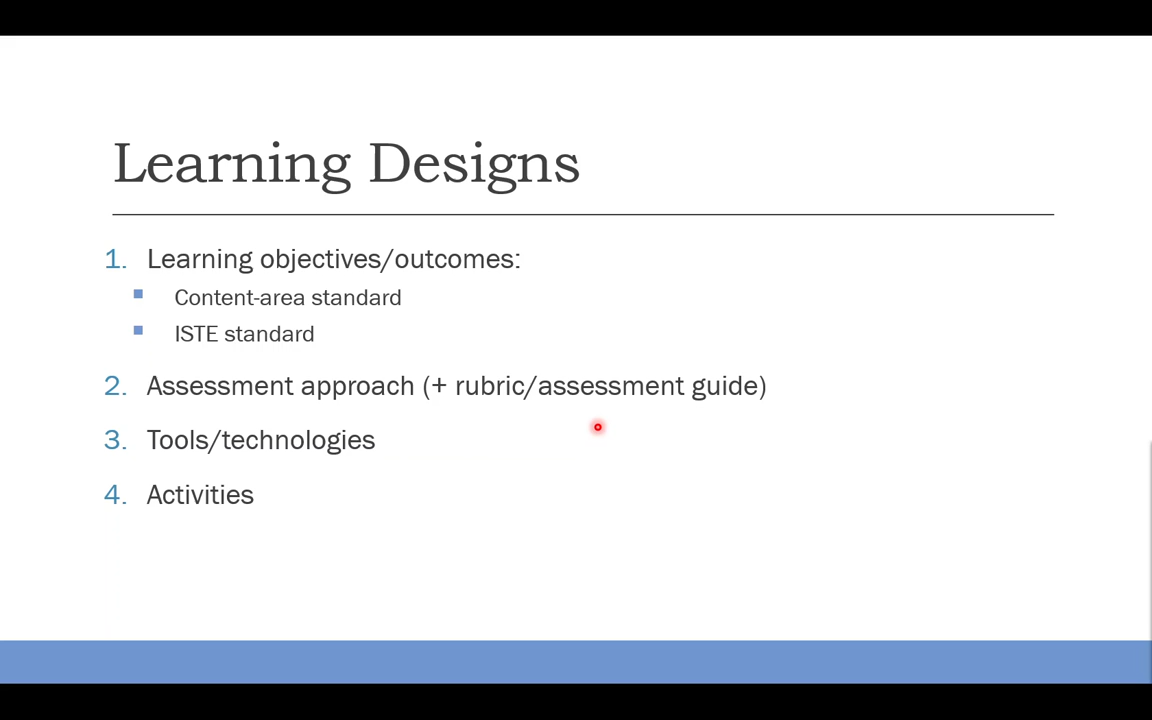 Learning Designs
1. Learning objectives/outcomes:
▪ Content-area standard
▪ ISTE standard
2. Assessment approach (+ rubric/assessment guide)
3. Tools/technologies
4. Activities